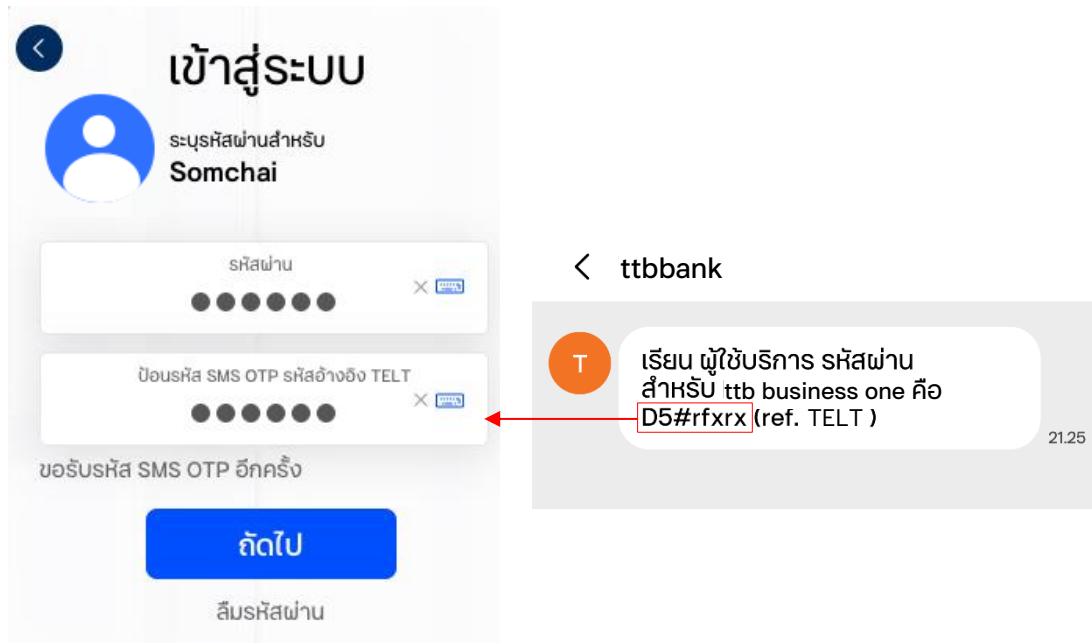 เข้าสู่ระบบ
ระบุรหัสผ่านสำหรับ
Somchai
รหัสผ่าน
ป้อนรหัส SMS OTP รหัสอ้างอิง TELT
ขอรับรหัส SMS OTP อีกครั้ง
ถัดไป
ลืมรหัสผ่าน
ttbbank
T
เรียน ผู้ใช้บริการ รหัสผ่าน
สำหรับ ttb business one คือ
D5#rfxrx (ref. TELT )
21.25